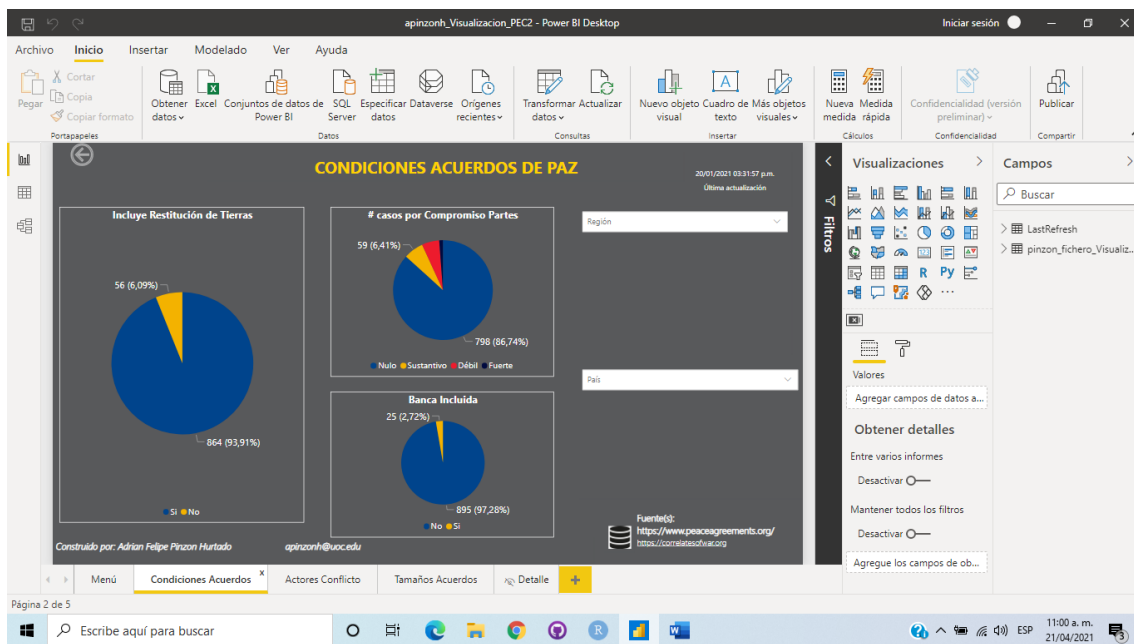 apinzonh_Visualizacion_PEC2 - Power BI Desktop
Iniciar sesión
Archivo Inicio Insertar Modelado Ver Ayuda
Pegar
Cortar
Copia
Copiar formato
Portapapeles
Obtener datos
Excel
Conjuntos de datos de Power BI
SQL Server
Especificar datos
Dataverse
Orígenes recientes
Datos
Transformar datos
Actualizar
Consultas
Nuevo objeto visual
Cuadro de texto
Más objetos visuales
Insertar
Nueva medida
Medida rápida
Cálculos
Confidencialidad (versión preliminar)
Confidencialidad
Publicar
Compartir
CONDICIONES ACUERDOS DE PAZ
20/01/2021 03:31:57 p.m.
Última actualización
Incluye Restitución de Tierras
56 (6,09%)
864 (93,91%)
Si No
# casos por Compromiso Partes
59 (6,41%)
798 (86,74%)
Nulo Sustantivo Débil Fuerte
Banca Incluida
25 (2,72%)
895 (97,28%)
No Si
Región
País
Fuente(s):
https://www.peaceagreements.org/
https://correlatesofwar.org
Construido por: Adrian Felipe Pinzon Hurtado
apinzonh@uoc.edu
Filtros
Visualizaciones
R Py
Valores
Agregar campos de datos a...
Obtener detalles
Entre varios informes
Desactivar
Mantener todos los filtros
Desactivar
Agregue los campos de ob...
Campos
Buscar
LastRefresh
pinzon_fichero_Visualiz...
Menú
Condiciones Acuerdos x
Actores Conflicto
Tamaños Acuerdos
Detalle
+
Página 2 de 5
Escribe aquí para buscar
ESP
11:00 a. m.
21/04/2021
3